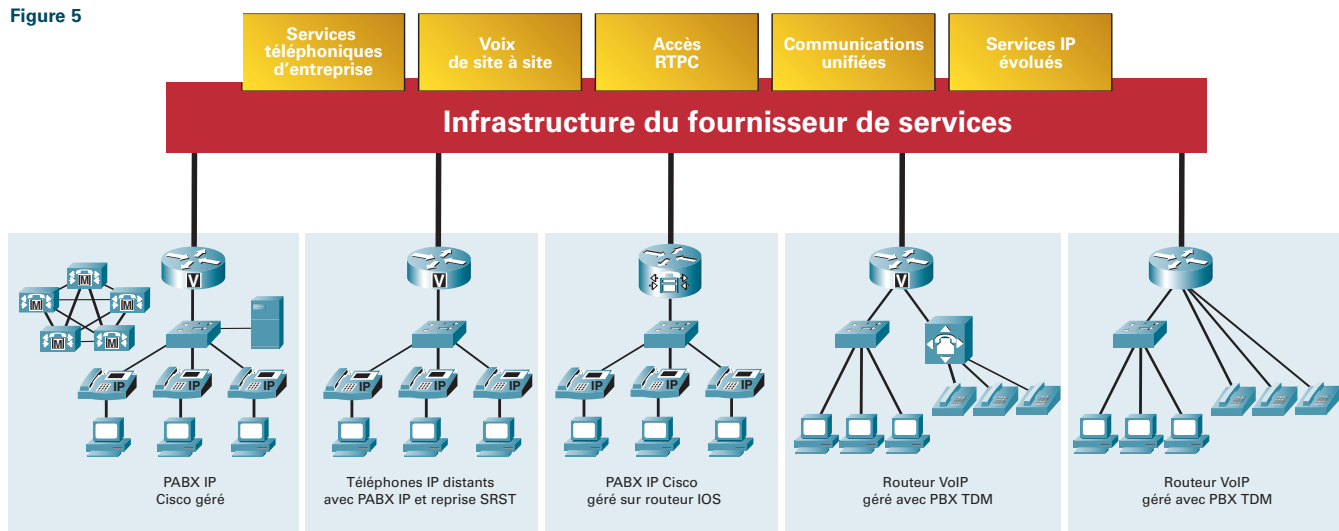 Figure 5
Services
téléphoniques
d'entreprise
Voix
de site à site
Accès
RTPC
Communications
unifiées
Services IP
évolués
Infrastructure du fournisseur de services
V
V
V
M
M
M
M
M
IP
IP
IP
IP
IP
IP
IP
IP
IP
PABX IP
Cisco géré
Téléphones IP distants
avec PABX IP et reprise SRST
PABX IP Cisco
géré sur routeur IOS
Routeur VoIP
géré avec PBX TDM
Routeur VoIP
géré avec PBX TDM